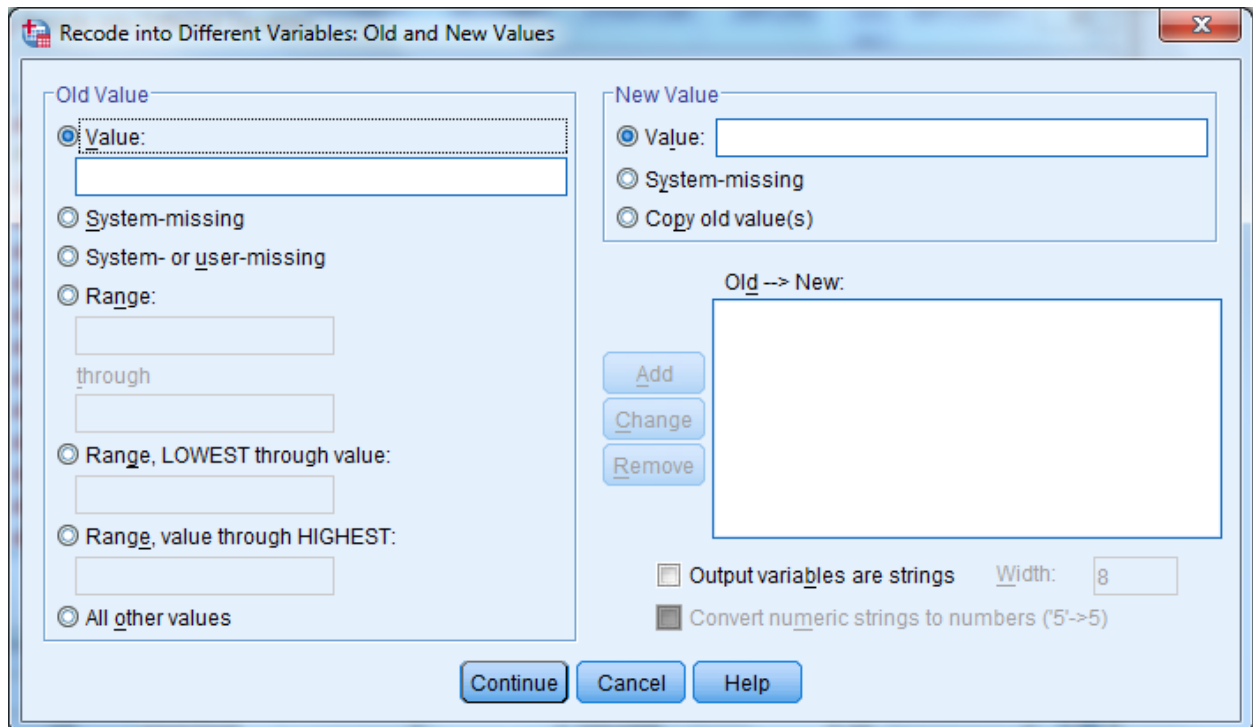 Recode into Different Variables: Old and New Values
Old Value
Value:
System-missing
System- or user-missing
Range:
through
Range, LOWEST through value:
Range, value through HIGHEST:
All other values
New Value
Value:
System-missing
Copy old value(s)
Old --> New:
Add
Change
Remove
Output variables are strings Width: 8
Convert numeric strings to numbers ('5'->5)
Continue Cancel Help